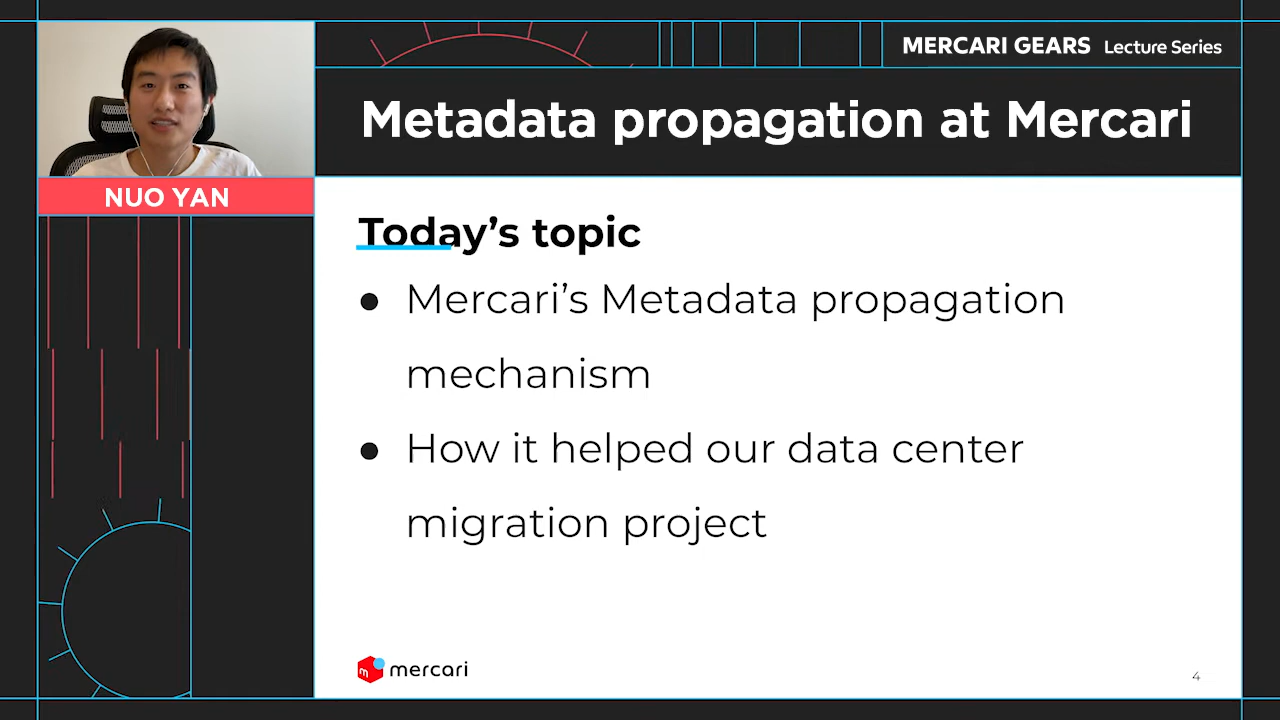 MERCARI GEARS Lecture Series
Metadata propagation at Mercari
NUO YAN
Today’s topic
● Mercari’s Metadata propagation
mechanism
● How it helped our data center
migration project
m mercari
4